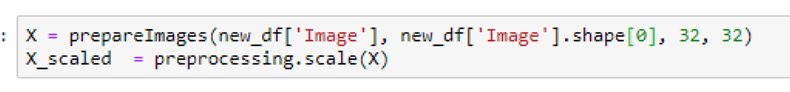 : X = prepareImages(new_df['Image'], new_df['Image'].shape[0], 32, 32)
X_scaled  = preprocessing.scale(X)